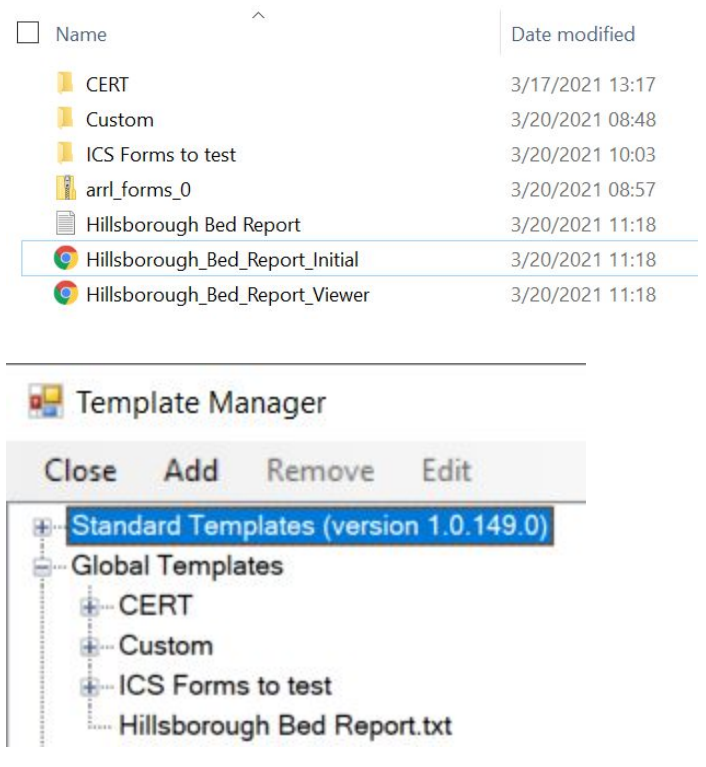 Name Date modified
CERT 3/17/2021 13:17
Custom 3/20/2021 08:48
ICS Forms to test 3/20/2021 10:03
arrl_forms_0 3/20/2021 08:57
Hillsborough Bed Report 3/20/2021 11:18
Hillsborough_Bed_Report_Initial 3/20/2021 11:18
Hillsborough_Bed_Report_Viewer 3/20/2021 11:18
Template Manager
Close Add Remove Edit
Standard Templates (version 1.0.149.0)
Global Templates
CERT
Custom
ICS Forms to test
Hillsborough Bed Report.txt